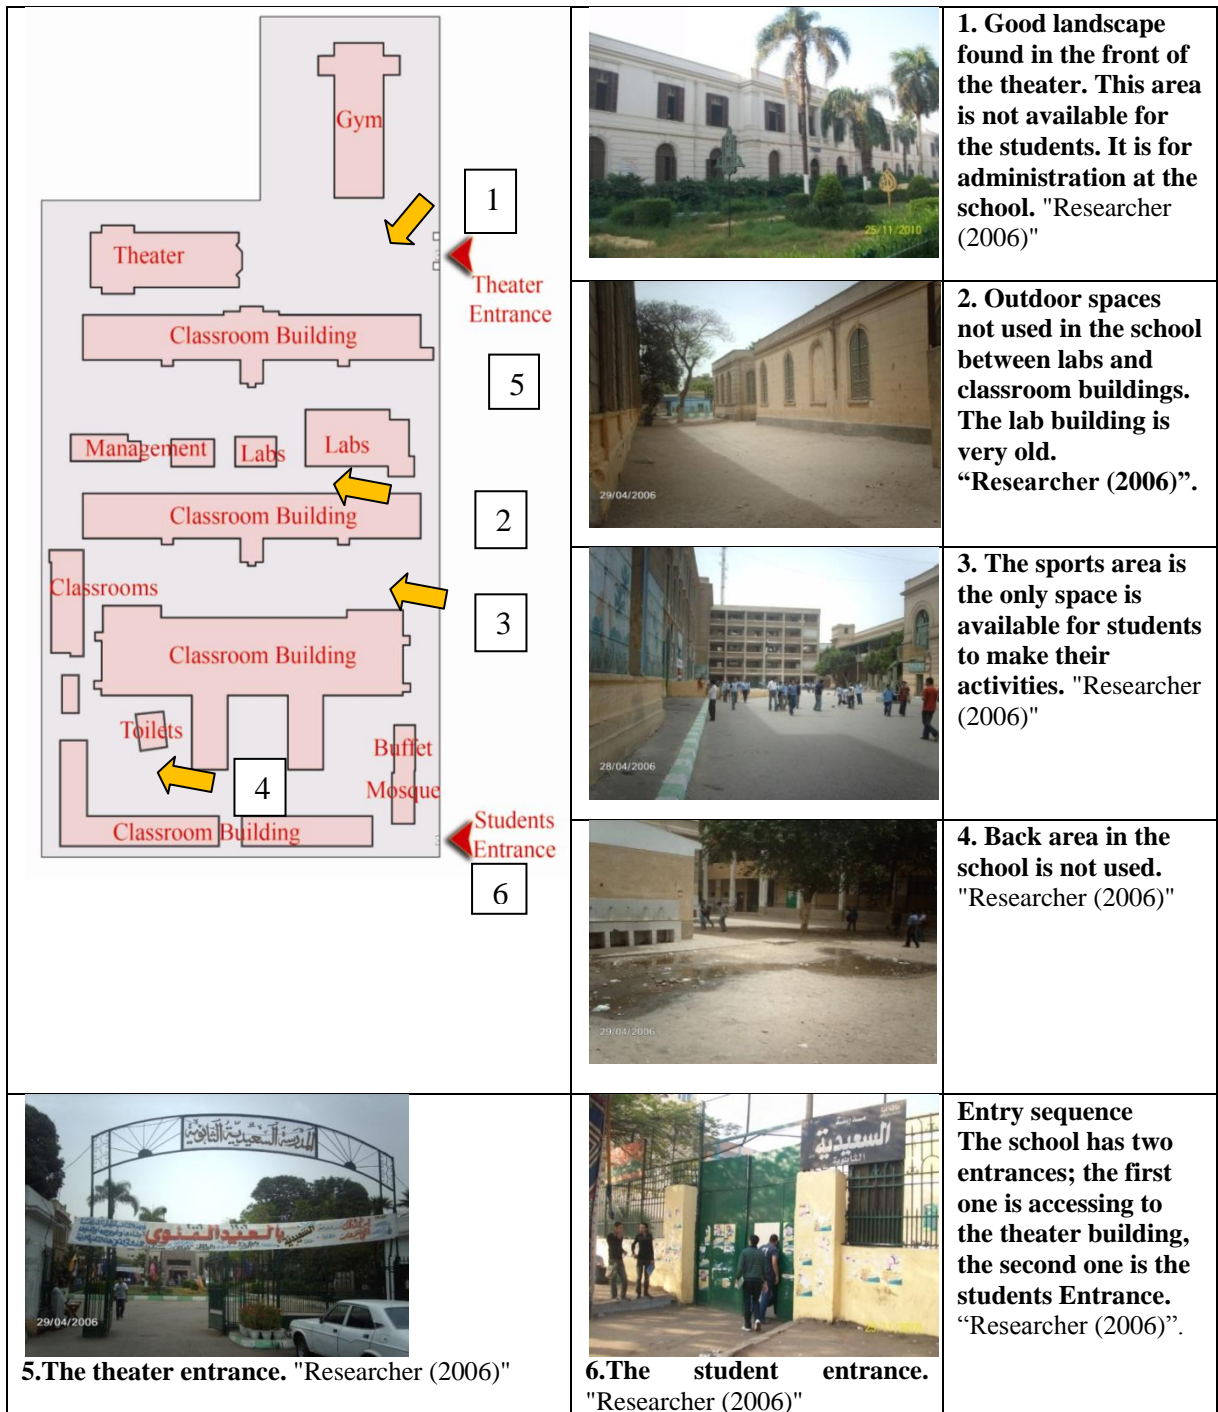 Gym
1
Theater
Theater
Entrance
Classroom Building
5
Management
Labs
Labs
Classroom Building
2
Classrooms
3
Classroom Building
Toilets
Buffet
Mosque
4
Classroom Building
Students
Entrance
6
25/11/2010
1. Good landscape
found in the front of
the theater. This area
is not available for
the students. It is for
administration at the
school. "Researcher
(2006)"
29/04/2006
2. Outdoor spaces
not used in the school
between labs and
classroom buildings.
The lab building is
very old.
“Researcher (2006)”.
28/04/2006
3. The sports area is
the only space is
available for students
to make their
activities. "Researcher
(2006)"
29/04/2006
4. Back area in the
school is not used.
"Researcher (2006)"
المدرسة السعيدية الثانوية
بالعيد المئوي
السعيدية
29/04/2006
5.The theater entrance. "Researcher (2006)"
مدرسة
السعيدية
الثانوية
6.The student entrance.
"Researcher (2006)"
Entry sequence
The school has two
entrances; the first
one is accessing to
the theater building,
the second one is the
students Entrance.
“Researcher (2006)”.